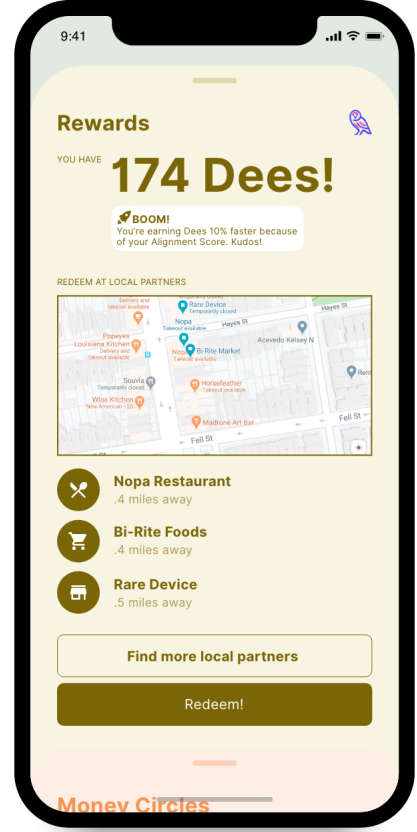 9:41
Rewards
YOU HAVE
174 Dees!
BOOM!
You're earning Dees 10% faster because
of your Alignment Score. Kudos!
REDEEM AT LOCAL PARTNERS
Delivery and
takeout available
Rare Device
Temporarily closed
Hayes St
Nopa
Takeout available
Hayes St
Popeyes
Louisiana Kitchen
Delivery and
takeout available
Acevedo Kelsey N
Nop
Bi-Rite Market
Takeout available
Rent
Souvla
Temporarily closed
Horsefeather
Takeout available
Wine Kitchen
New American • $$
Madrone Art Bar
Fell St
Fell St
Nopa Restaurant
.4 miles away
Bi-Rite Foods
.4 miles away
Rare Device
.5 miles away
Find more local partners
Redeem!
Money Circles